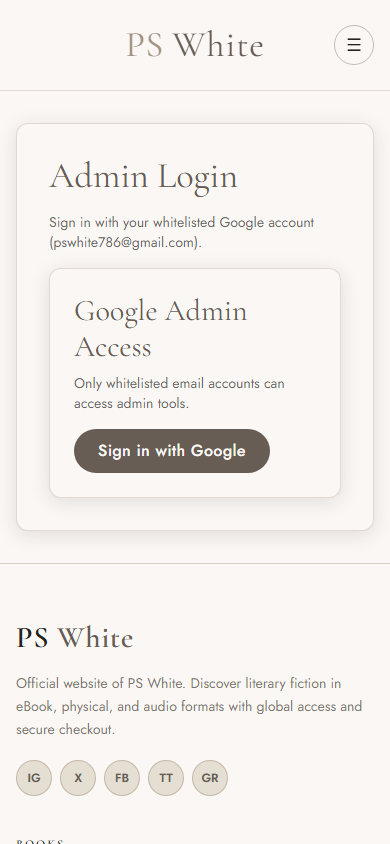 PS White
☰
Admin Login
Sign in with your whitelisted Google account
(pswhite786@gmail.com).
Google Admin
Access
Only whitelisted email accounts can
access admin tools.
Sign in with Google
PS White
Official website of PS White. Discover literary fiction in
eBook, physical, and audio formats with global access and
secure checkout.
IG X FB TT GR
BOOKS